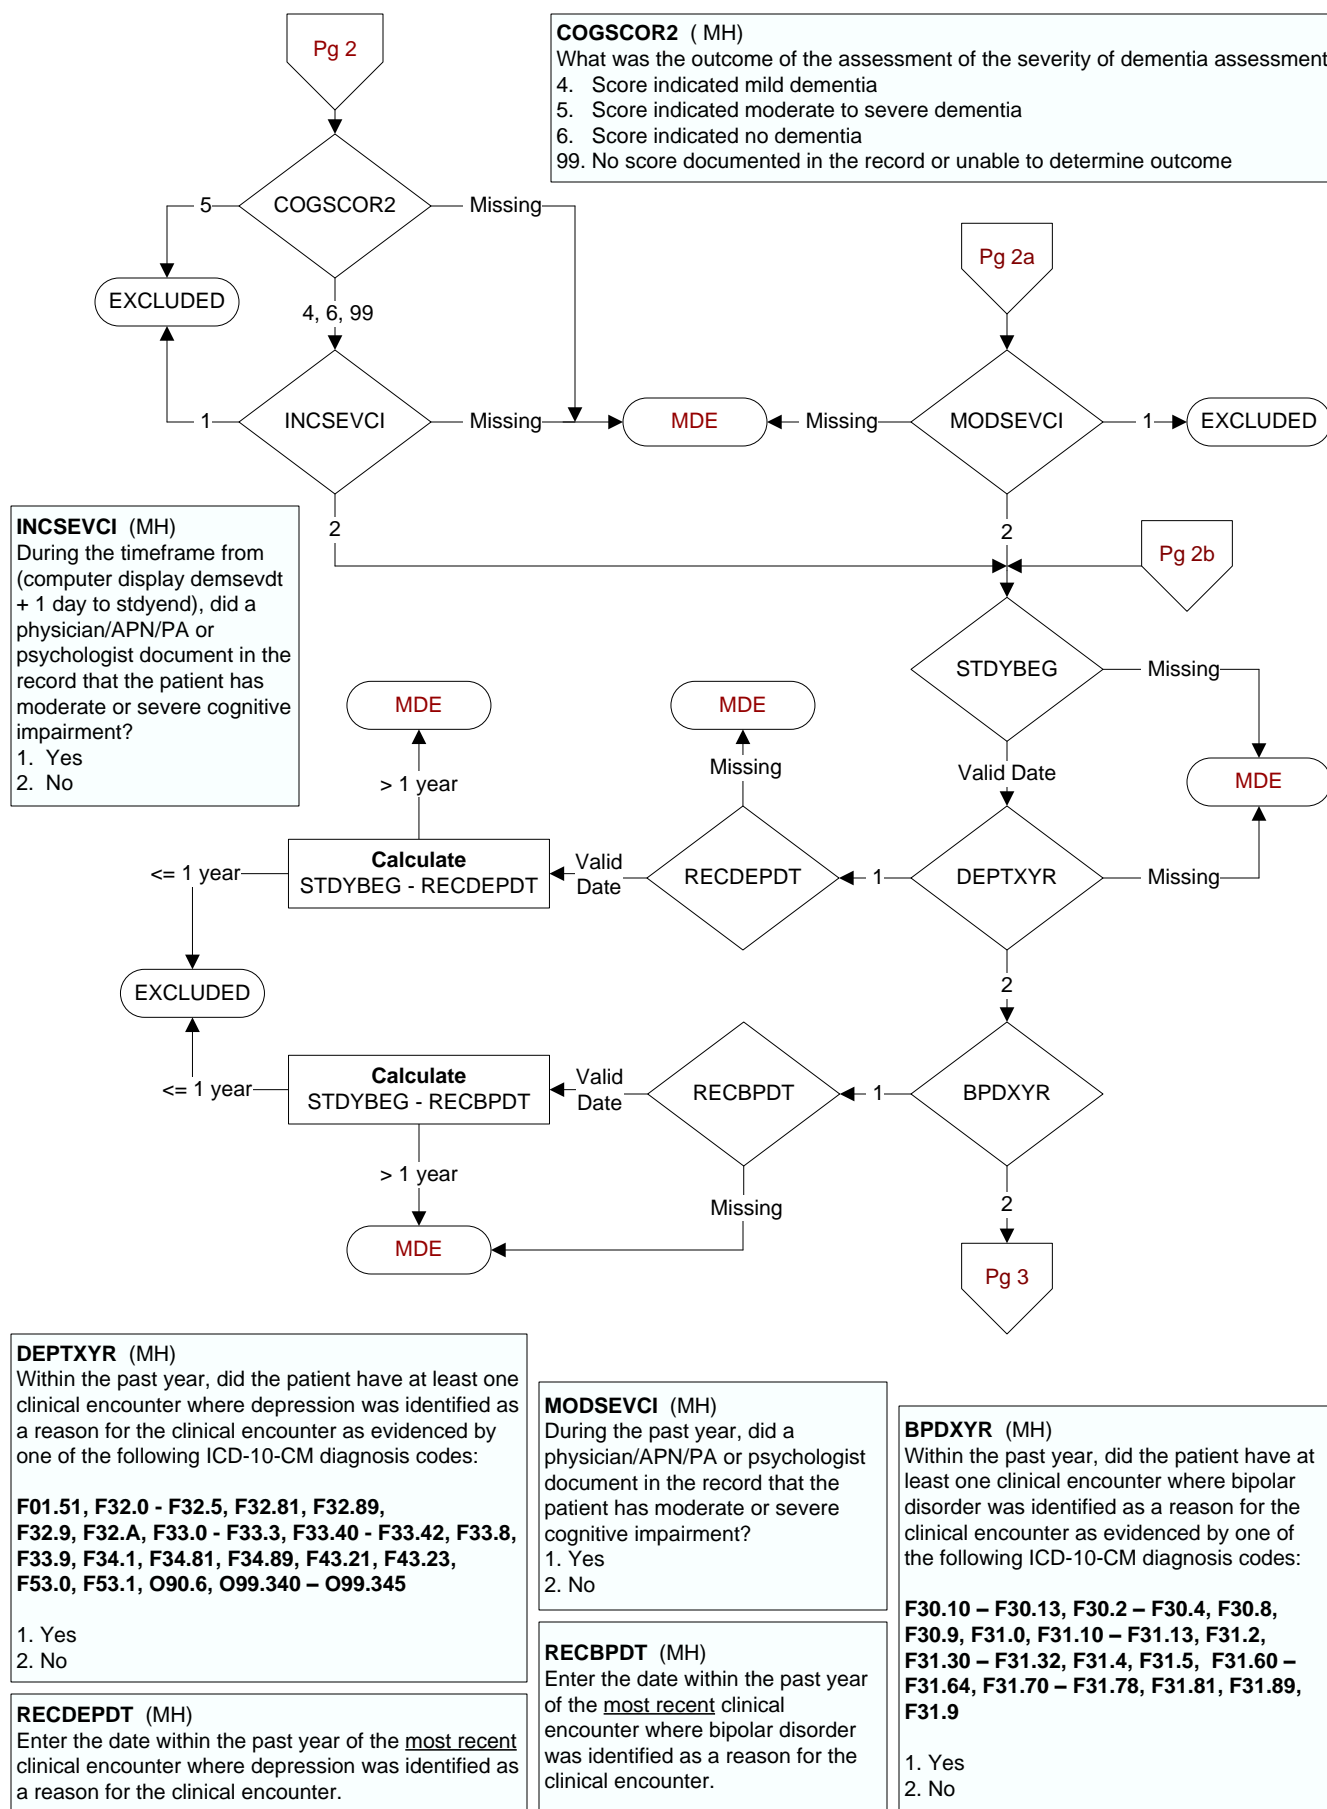 Pg 2
COGSCOR2 ( MH)
What was the outcome of the assessment of the severity of dementia assessment
4. Score indicated mild dementia
5. Score indicated moderate to severe dementia
6. Score indicated no dementia
99. No score documented in the record or unable to determine outcome
5
COGSCOR2
Missing
Pg 2a
EXCLUDED
4, 6, 99
1
INCSEVCI
Missing
MDE
Missing
MODSEVCI
1
EXCLUDED
2
2
Pg 2b
INCSEVCI (MH)
During the timeframe from
(computer display demsevdt
+ 1 day to stdyend), did a
physician/APN/PA or
psychologist document in the
record that the patient has
moderate or severe cognitive
impairment?
1. Yes
2. No
STDYBEG
Missing
MDE
MDE
> 1 year
Missing
Valid Date
MDE
<= 1 year
Calculate
STDYBEG - RECDEPDT
Valid
Date
RECDEPDT
1
DEPTXYR
Missing
EXCLUDED
2
<= 1 year
Calculate
STDYBEG - RECBPDT
Valid
Date
RECBPDT
1
BPDXYR
> 1 year
Missing
2
MDE
Pg 3
DEPTXYR (MH)
Within the past year, did the patient have at least one
clinical encounter where depression was identified as
a reason for the clinical encounter as evidenced by
one of the following ICD-10-CM diagnosis codes:
F01.51, F32.0 - F32.5, F32.81, F32.89,
F32.9, F32.A, F33.0 - F33.3, F33.40 - F33.42, F33.8,
F33.9, F34.1, F34.81, F34.89, F43.21, F43.23,
F53.0, F53.1, O90.6, O99.340 – O99.345
1. Yes
2. No
RECDEPDT (MH)
Enter the date within the past year of the most recent
clinical encounter where depression was identified as
a reason for the clinical encounter.
MODSEVCI (MH)
During the past year, did a
physician/APN/PA or psychologist
document in the record that the
patient has moderate or severe
cognitive impairment?
1. Yes
2. No
RECBPDT (MH)
Enter the date within the past year
of the most recent clinical
encounter where bipolar disorder
was identified as a reason for the
clinical encounter.
BPDXYR (MH)
Within the past year, did the patient have at
least one clinical encounter where bipolar
disorder was identified as a reason for the
clinical encounter as evidenced by one of
the following ICD-10-CM diagnosis codes:
F30.10 – F30.13, F30.2 – F30.4, F30.8,
F30.9, F31.0, F31.10 – F31.13, F31.2,
F31.30 – F31.32, F31.4, F31.5, F31.60 –
F31.64, F31.70 – F31.78, F31.81, F31.89,
F31.9
1. Yes
2. No